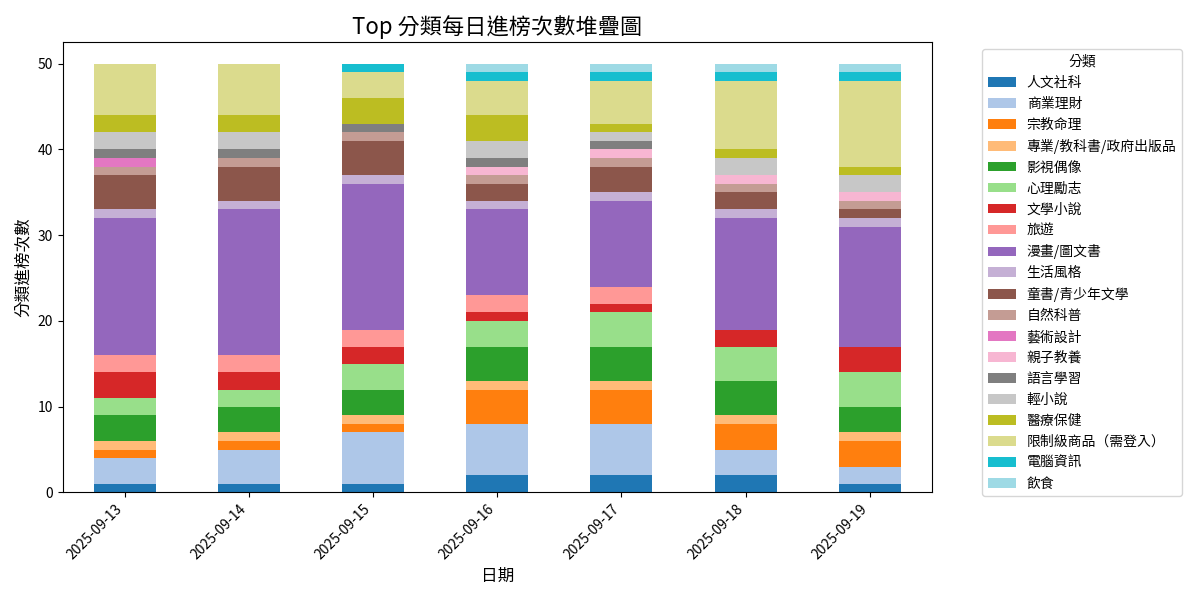 Top 分類每日進榜次數堆疊圖
分類進榜次數
50
40
30
20
10
0
2025-09-13
2025-09-14
2025-09-15
2025-09-16
2025-09-17
2025-09-18
2025-09-19
日期
分類
人文社科
商業理財
宗教命理
專業/教科書/政府出版品
影視偶像
心理勵志
文學小說
旅遊
漫畫/圖文書
生活風格
童書/青少年文學
自然科普
藝術設計
親子教養
語言學習
輕小說
醫療保健
限制級商品（需登入）
電腦資訊
飲食